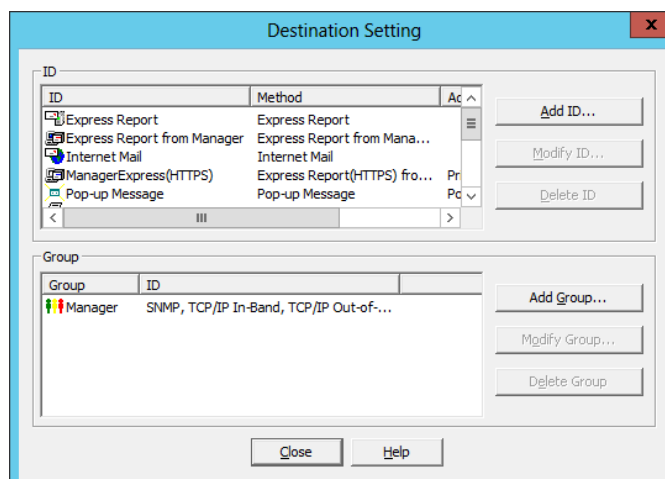 Destination Setting
x
ID
ID Method Ad
Express Report Express Report
Express Report from Manager Express Report from Mana...
Internet Mail Internet Mail
ManagerExpress(HTTPS) Express Report(HTTPS) fro... Pr
Pop-up Message Pop-up Message Po
Add ID...
Modify ID...
Delete ID
Group
Group ID
Manager SNMP, TCP/IP In-Band, TCP/IP Out-of-...
Add Group...
Modify Group...
Delete Group
Close Help